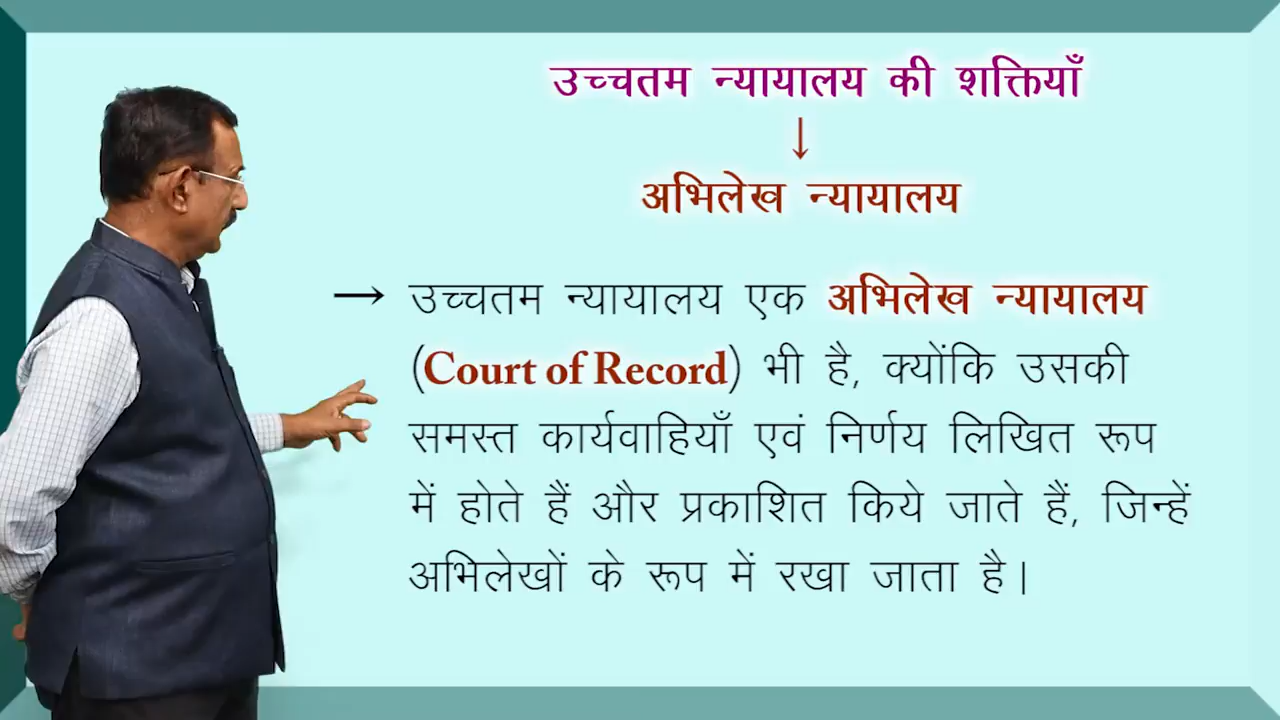 उच्चतम न्यायालय की शक्तियाँ
↓
अभिलेख न्यायालय
→ उच्चतम न्यायालय एक अभिलेख न्यायालय
(Court of Record) भी है, क्योंकि उसकी
समस्त कार्यवाहियाँ एवं निर्णय लिखित रूप
में होते हैं और प्रकाशित किये जाते हैं, जिन्हें
अभिलेखों के रूप में रखा जाता है।